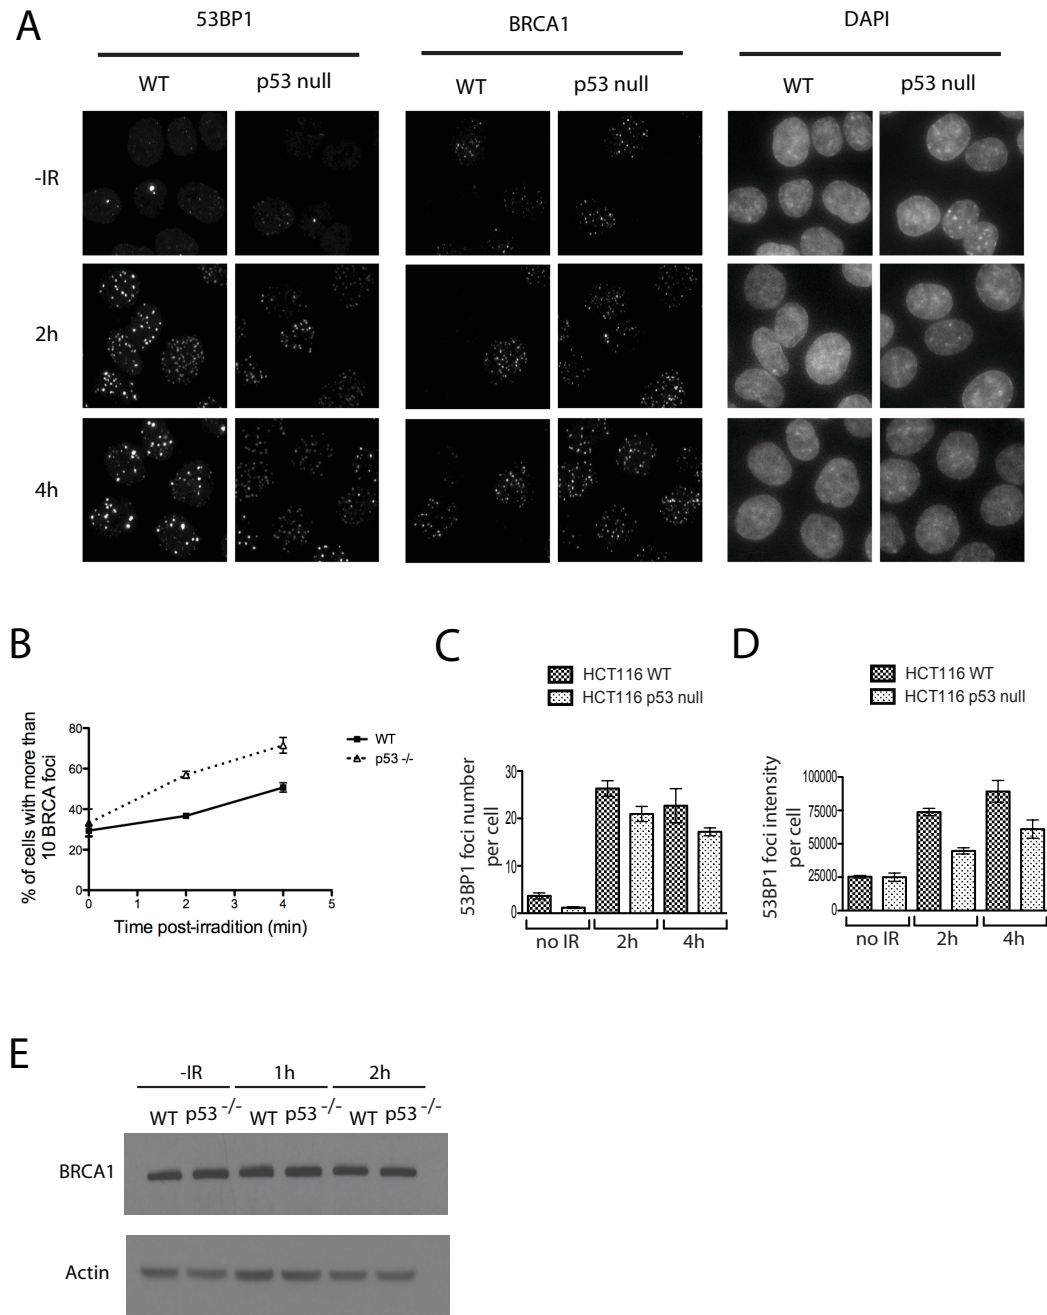 A
53BP1
BRCA1
DAPI
WT
p53 null
WT
p53 null
WT
p53 null
-IR
2h
4h
B
% of cells with more than
10 BRCA foci
80
60
40
20
0
0
1
2
3
4
5
Time post-irradition (min)
WT
p53 -/-
C
HCT116 WT
HCT116 p53 null
53BP1 foci number
per cell
30
20
10
0
no IR
2h
4h
D
HCT116 WT
HCT116 p53 null
53BP1 foci intensity
per cell
100000
75000
50000
25000
0
no IR
2h
4h
E
-IR
1h
2h
WT p53 -/- WT p53 -/- WT p53 -/-
BRCA1
Actin